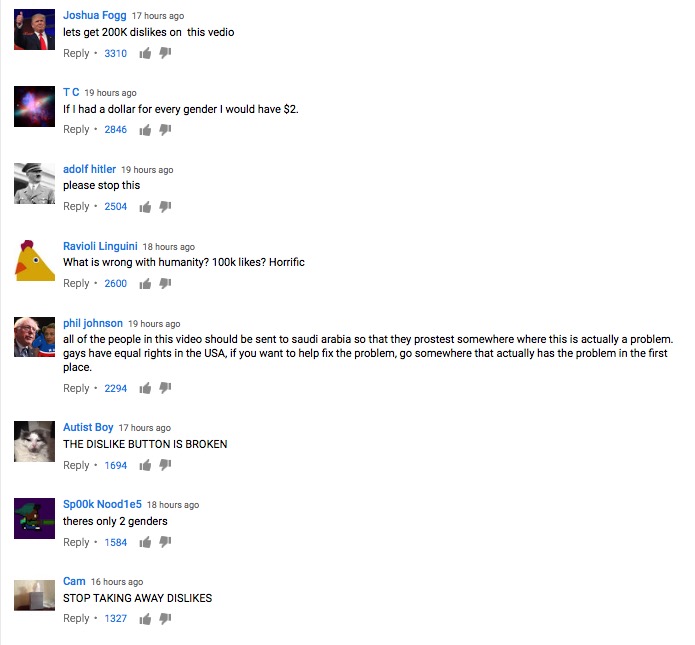 Joshua Fogg 17 hours ago
lets get 200K dislikes on this vedio
Reply • 3310
T C 19 hours ago
If I had a dollar for every gender I would have $2.
Reply • 2846
adolf hitler 19 hours ago
please stop this
Reply • 2504
Ravioli Linguini 18 hours ago
What is wrong with humanity? 100k likes? Horrific
Reply • 2600
phil johnson 19 hours ago
all of the people in this video should be sent to saudi arabia so that they prostest somewhere where this is actually a problem.
gays have equal rights in the USA, if you want to help fix the problem, go somewhere that actually has the problem in the first
place.
Reply • 2294
Autist Boy 17 hours ago
THE DISLIKE BUTTON IS BROKEN
Reply • 1694
Sp00k Nood1e5 18 hours ago
theres only 2 genders
Reply • 1584
Cam 16 hours ago
STOP TAKING AWAY DISLIKES
Reply • 1327